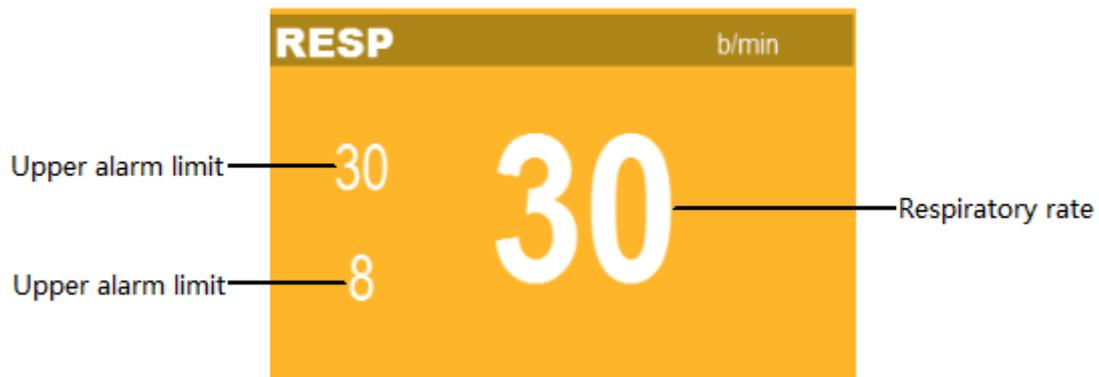 RESP b/min
Upper alarm limit 30
30 Respiratory rate
Upper alarm limit 8